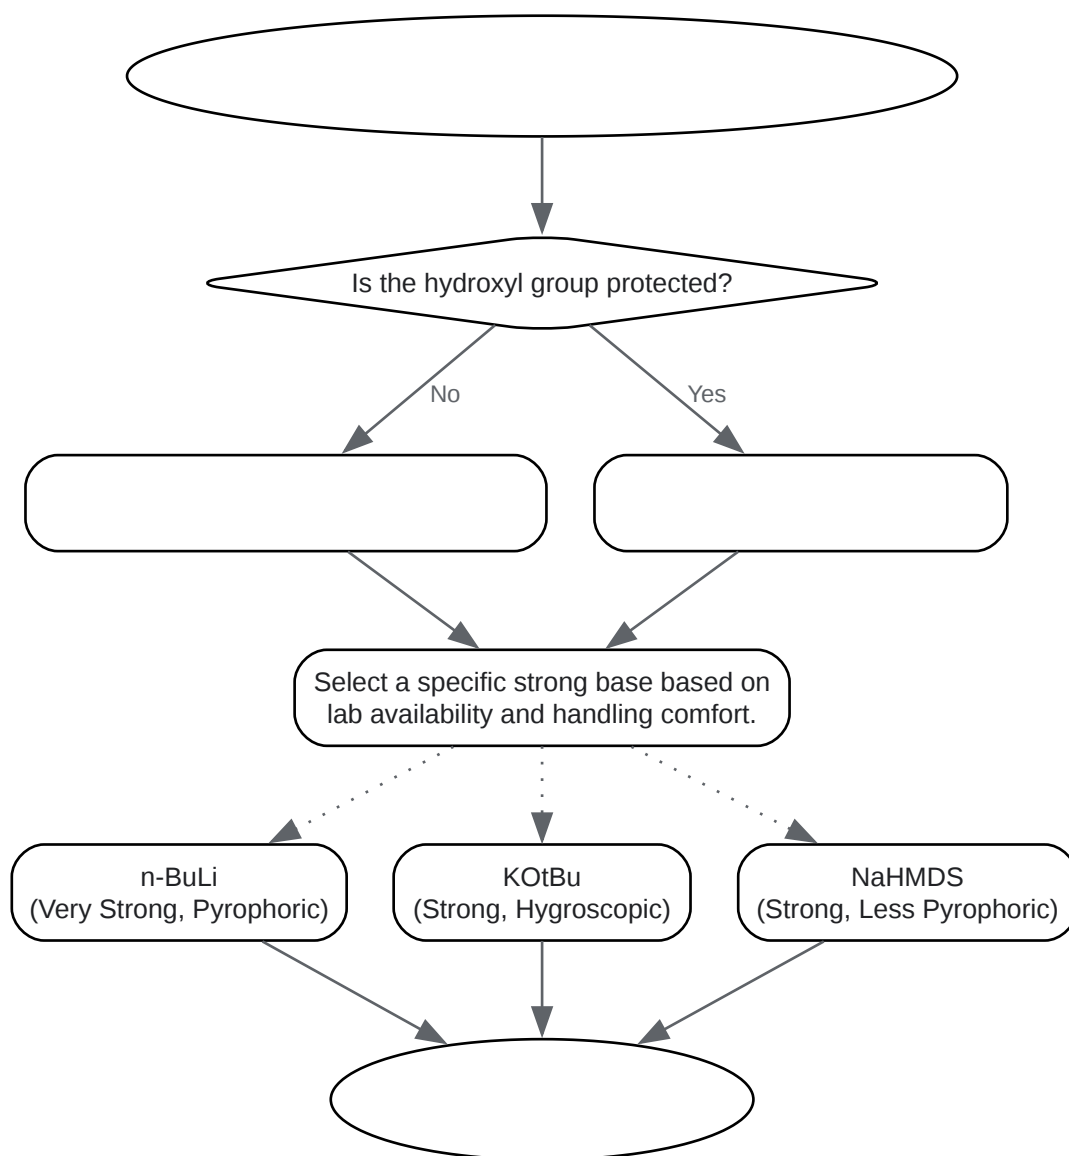 Is the hydroxyl group protected?
No
Yes
Select a specific strong base based on
lab availability and handling comfort.
n-BuLi
(Very Strong, Pyrophoric)
KOtBu
(Strong, Hygroscopic)
NaHMDS
(Strong, Less Pyrophoric)